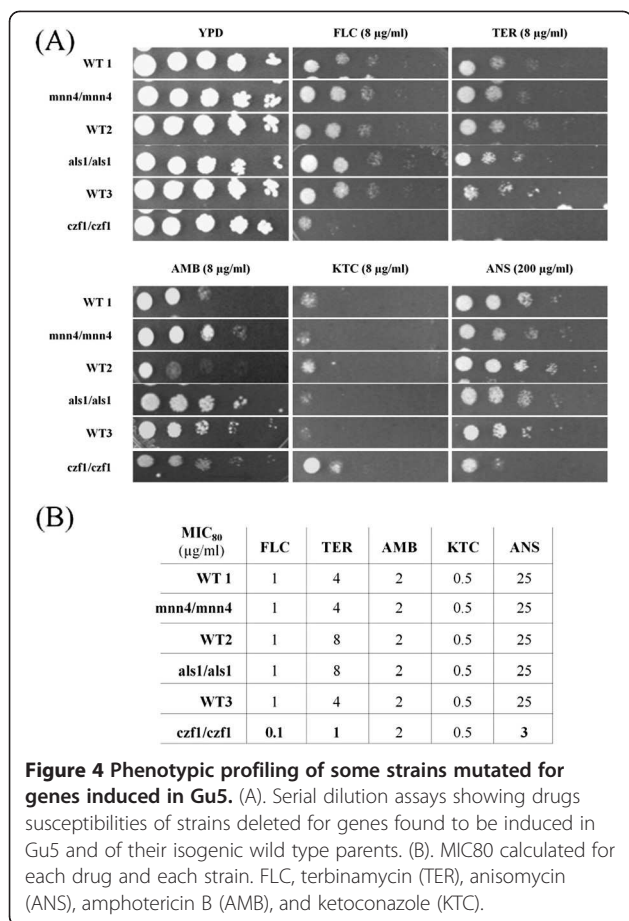 (A)
YPD FLC (8 µg/ml) TER (8 µg/ml)
WT 1
mnn4/mnn4
WT2
als1/als1
WT3
czf1/czf1
AMB (8 µg/ml) KTC (8 µg/ml) ANS (200 µg/ml)
WT 1
mnn4/mnn4
WT2
als1/als1
WT3
czf1/czf1
(B)
MIC80 (µg/ml) FLC TER AMB KTC ANS
WT 1 1 4 2 0.5 25
mnn4/mnn4 1 4 2 0.5 25
WT2 1 8 2 0.5 25
als1/als1 1 8 2 0.5 25
WT3 1 4 2 0.5 25
czf1/czf1 0.1 1 2 0.5 3
Figure 4 Phenotypic profiling of some strains mutated for
genes induced in Gu5. (A). Serial dilution assays showing drugs
susceptibilities of strains deleted for genes found to be induced in
Gu5 and of their isogenic wild type parents. (B). MIC80 calculated for
each drug and each strain. FLC, terbinamycin (TER), anisomycin
(ANS), amphotericin B (AMB), and ketoconazole (KTC).